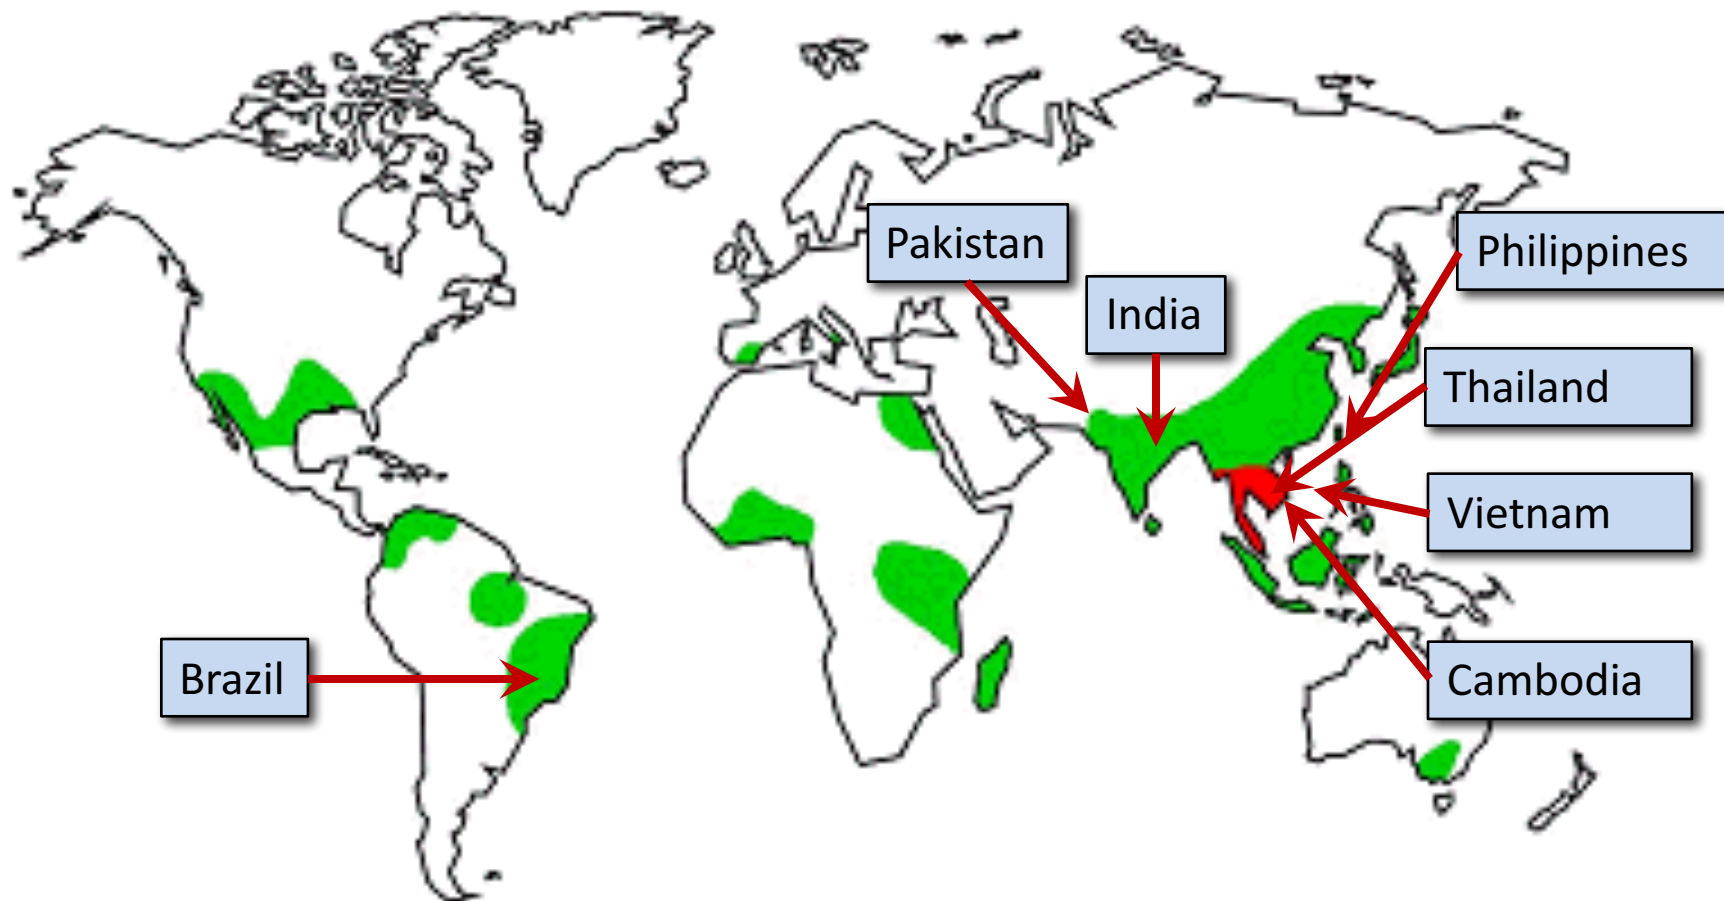 Pakistan
Philippines
India
Thailand
Vietnam
Brazil
Cambodia